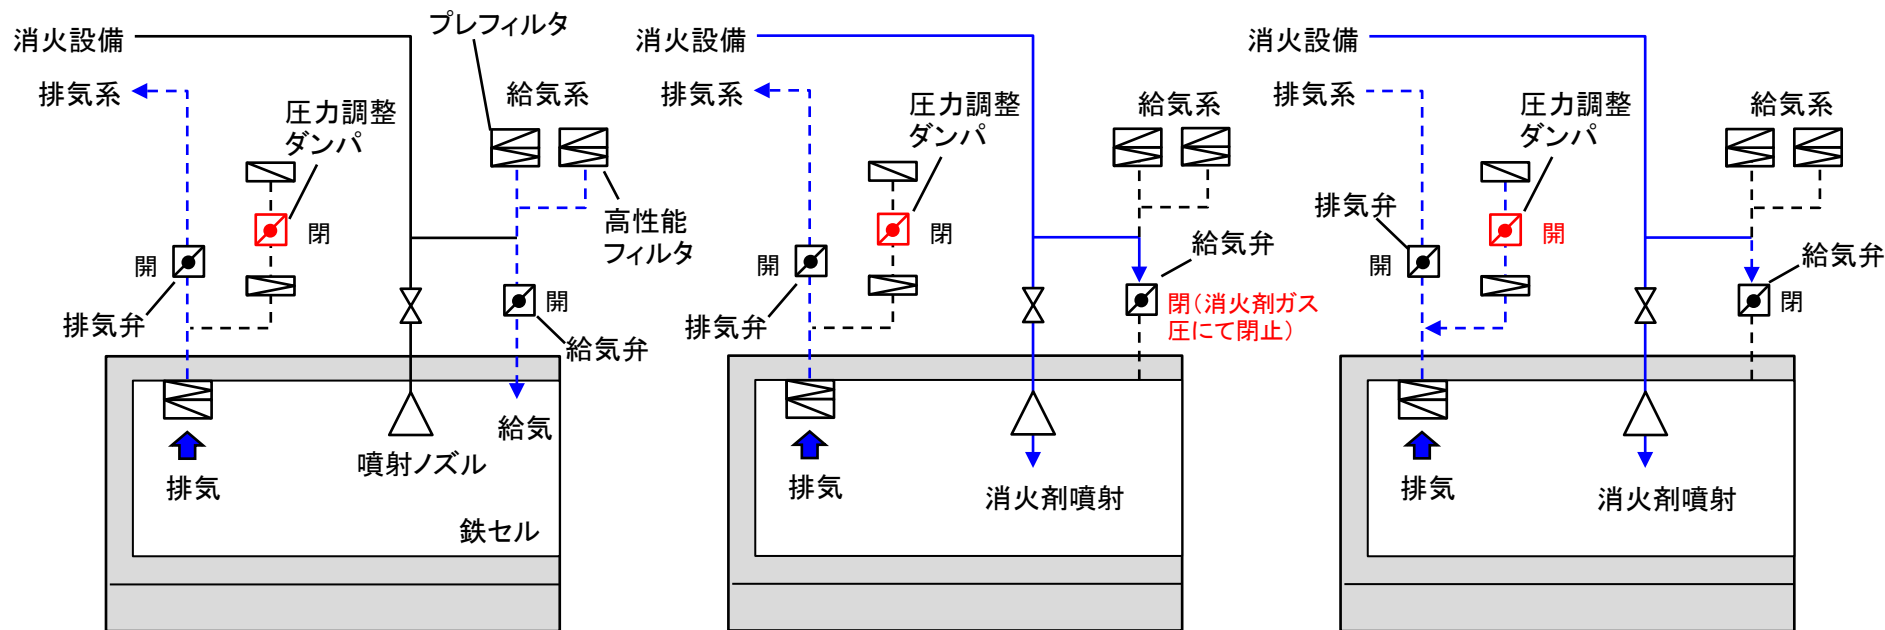 消火設備
排気系
圧力調整
ダンパ
閉
開
排気弁
排気
プレフィルタ
給気系
高性能
フィルタ
開
給気弁
給気
噴射ノズル
鉄セル
消火設備
排気系
圧力調整
ダンパ
閉
開
排気弁
排気
給気系
給気弁
閉(消火剤ガス
圧にて閉止)
消火剤噴射
消火設備
排気系
圧力調整
ダンパ
排気弁
開
開
排気
給気系
給気弁
閉
消火剤噴射